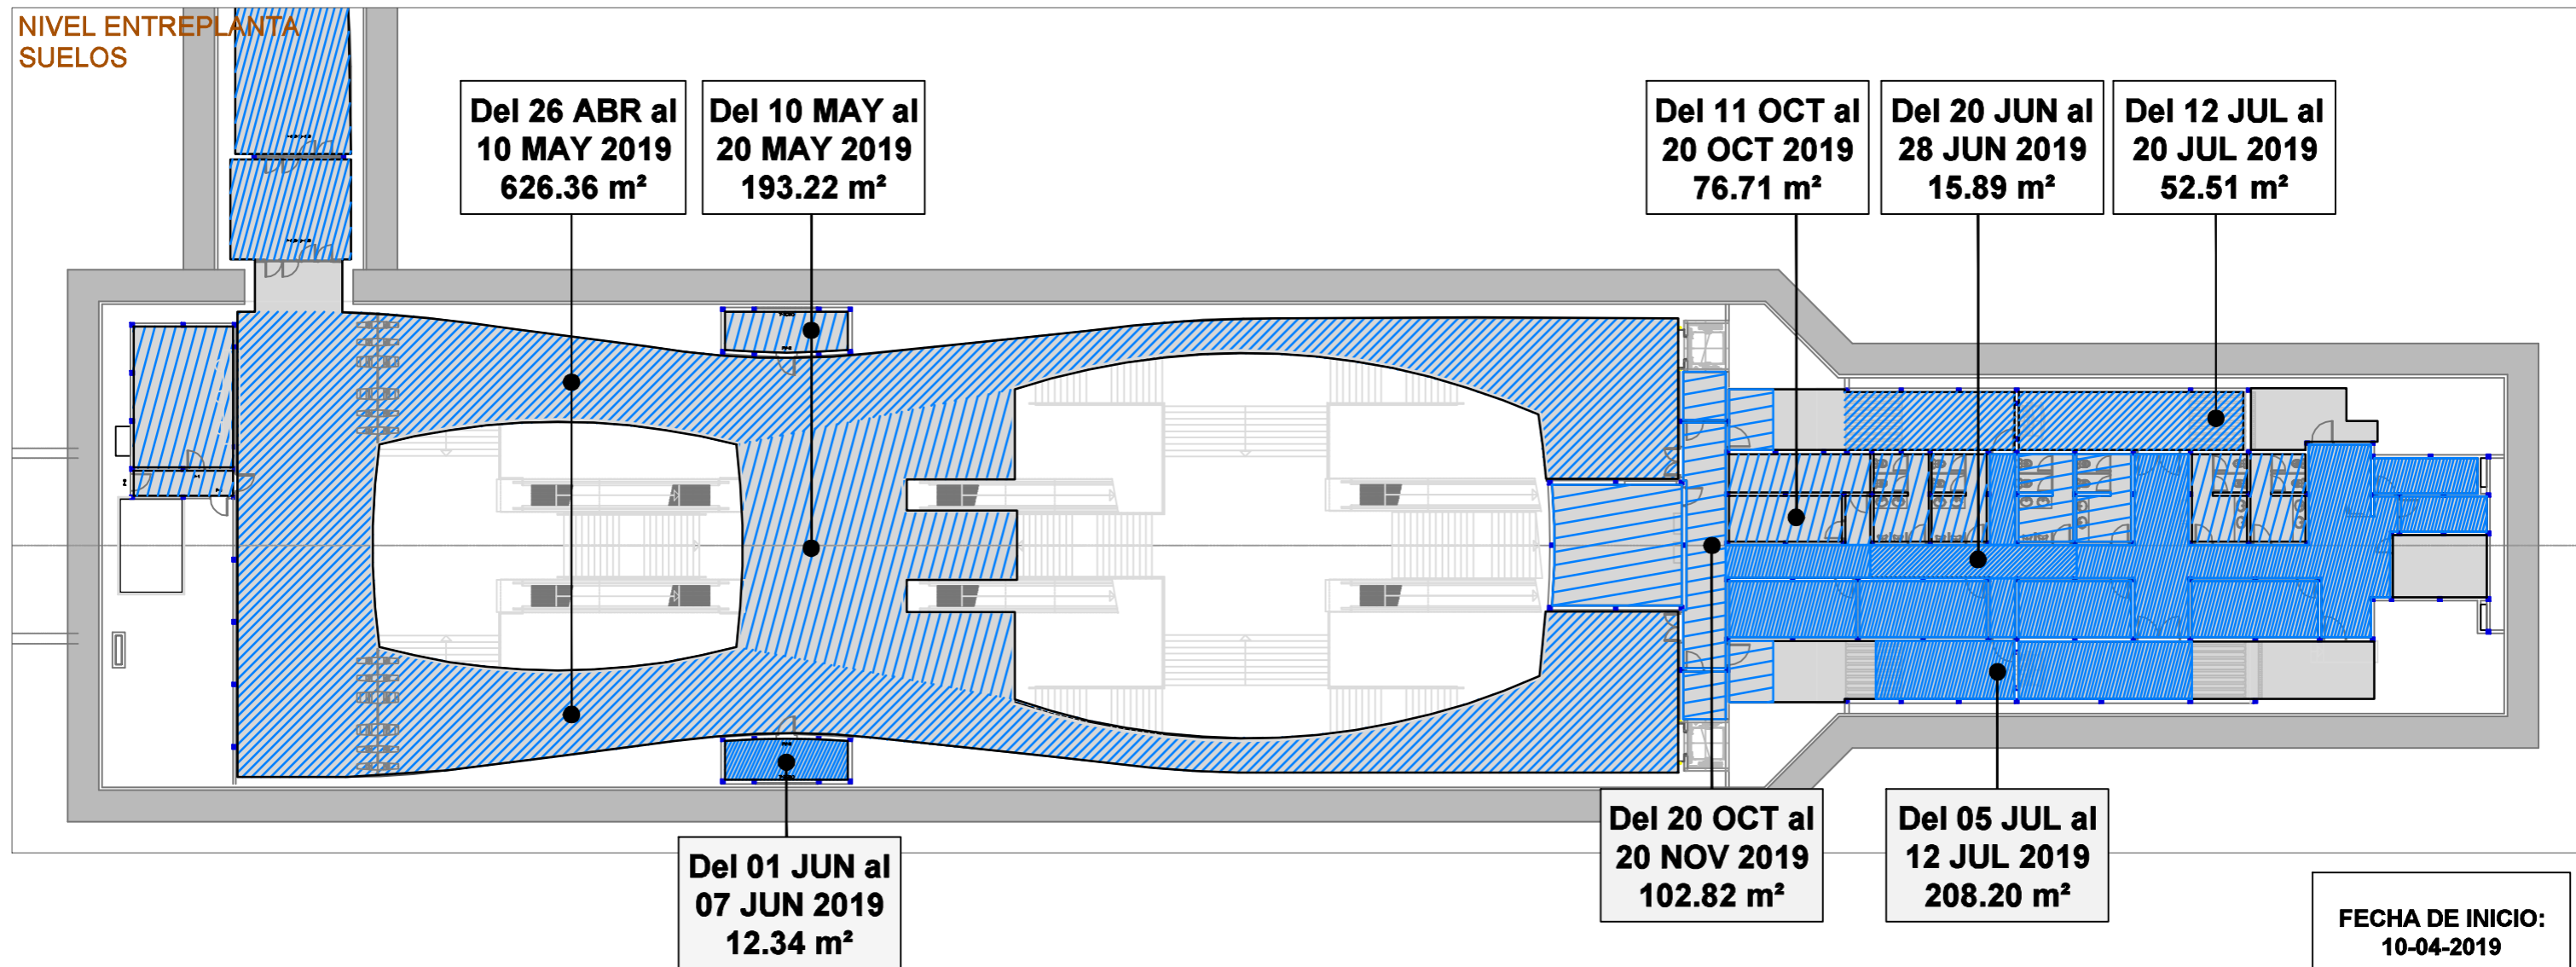 NIVEL ENTREPLANTA
SUELOS
Del 26 ABR al
10 MAY 2019
626.36 m²
Del 10 MAY al
20 MAY 2019
193.22 m²
Del 11 OCT al
20 OCT 2019
76.71 m²
Del 20 JUN al
28 JUN 2019
15.89 m²
Del 12 JUL al
20 JUL 2019
52.51 m²
Del 01 JUN al
07 JUN 2019
12.34 m²
Del 20 OCT al
20 NOV 2019
102.82 m²
Del 05 JUL al
12 JUL 2019
208.20 m²
FECHA DE INICIO:
10-04-2019